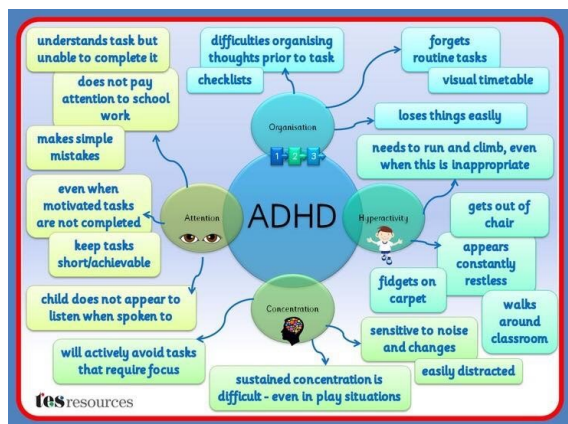 understands task but
unable to complete it
does not pay
attention to school
work
makes simple
mistakes
even when
motivated tasks
are not completed
keep tasks
short/achievable
child does not appear to
listen when spoken to
will actively avoid tasks
that require focus
difficulties organising
thoughts prior to task
checklists
forgets
routine tasks
visual timetable
loses things easily
Organisation
1 2 3
needs to run and climb, even
when this is inappropriate
Attention
ADHD
Hyperactivity
gets out of
chair
appears
constantly
restless
fidgets on
carpet
walks
around
classroom
Concentration
sensitive to noise
and changes
easily distracted
sustained concentration is
difficult - even in play situations
tes resources